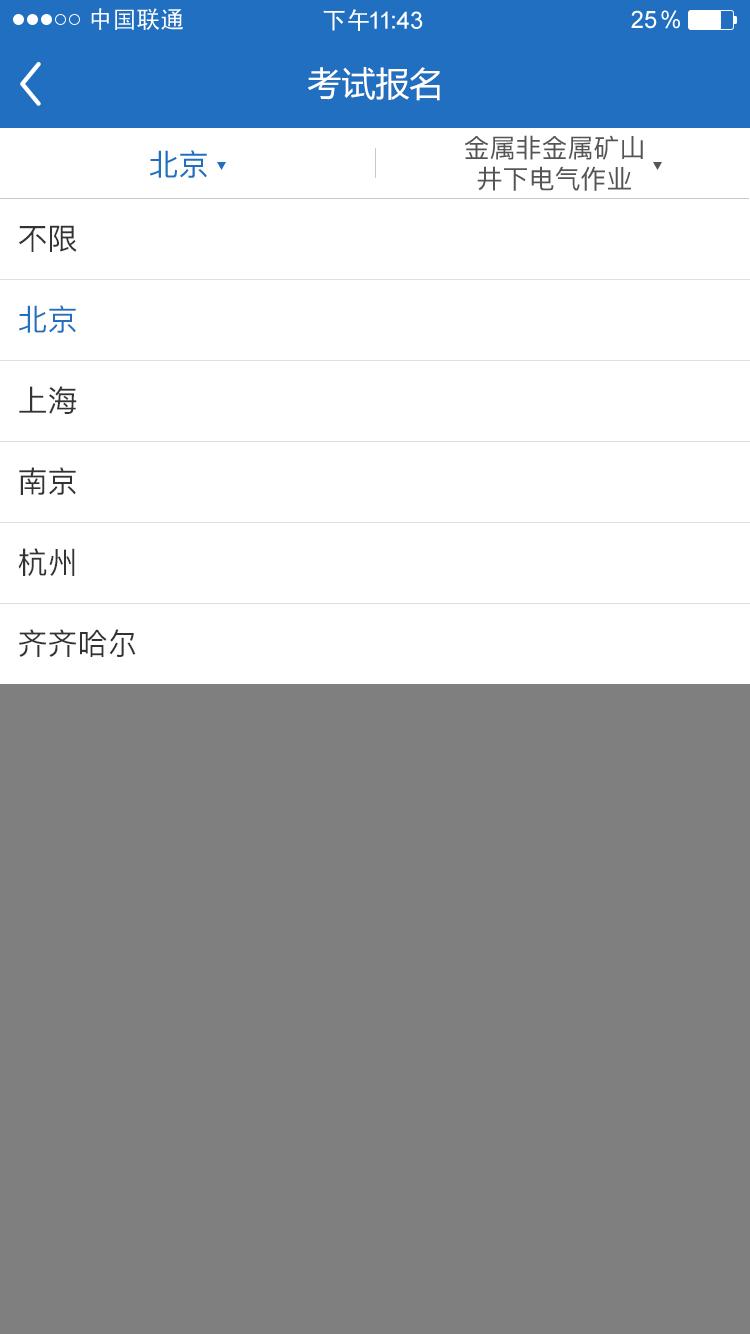 中国联通 下午11:43 25%
考试报名
北京
金属非金属矿山
井下电气作业
不限
北京
上海
南京
杭州
齐齐哈尔